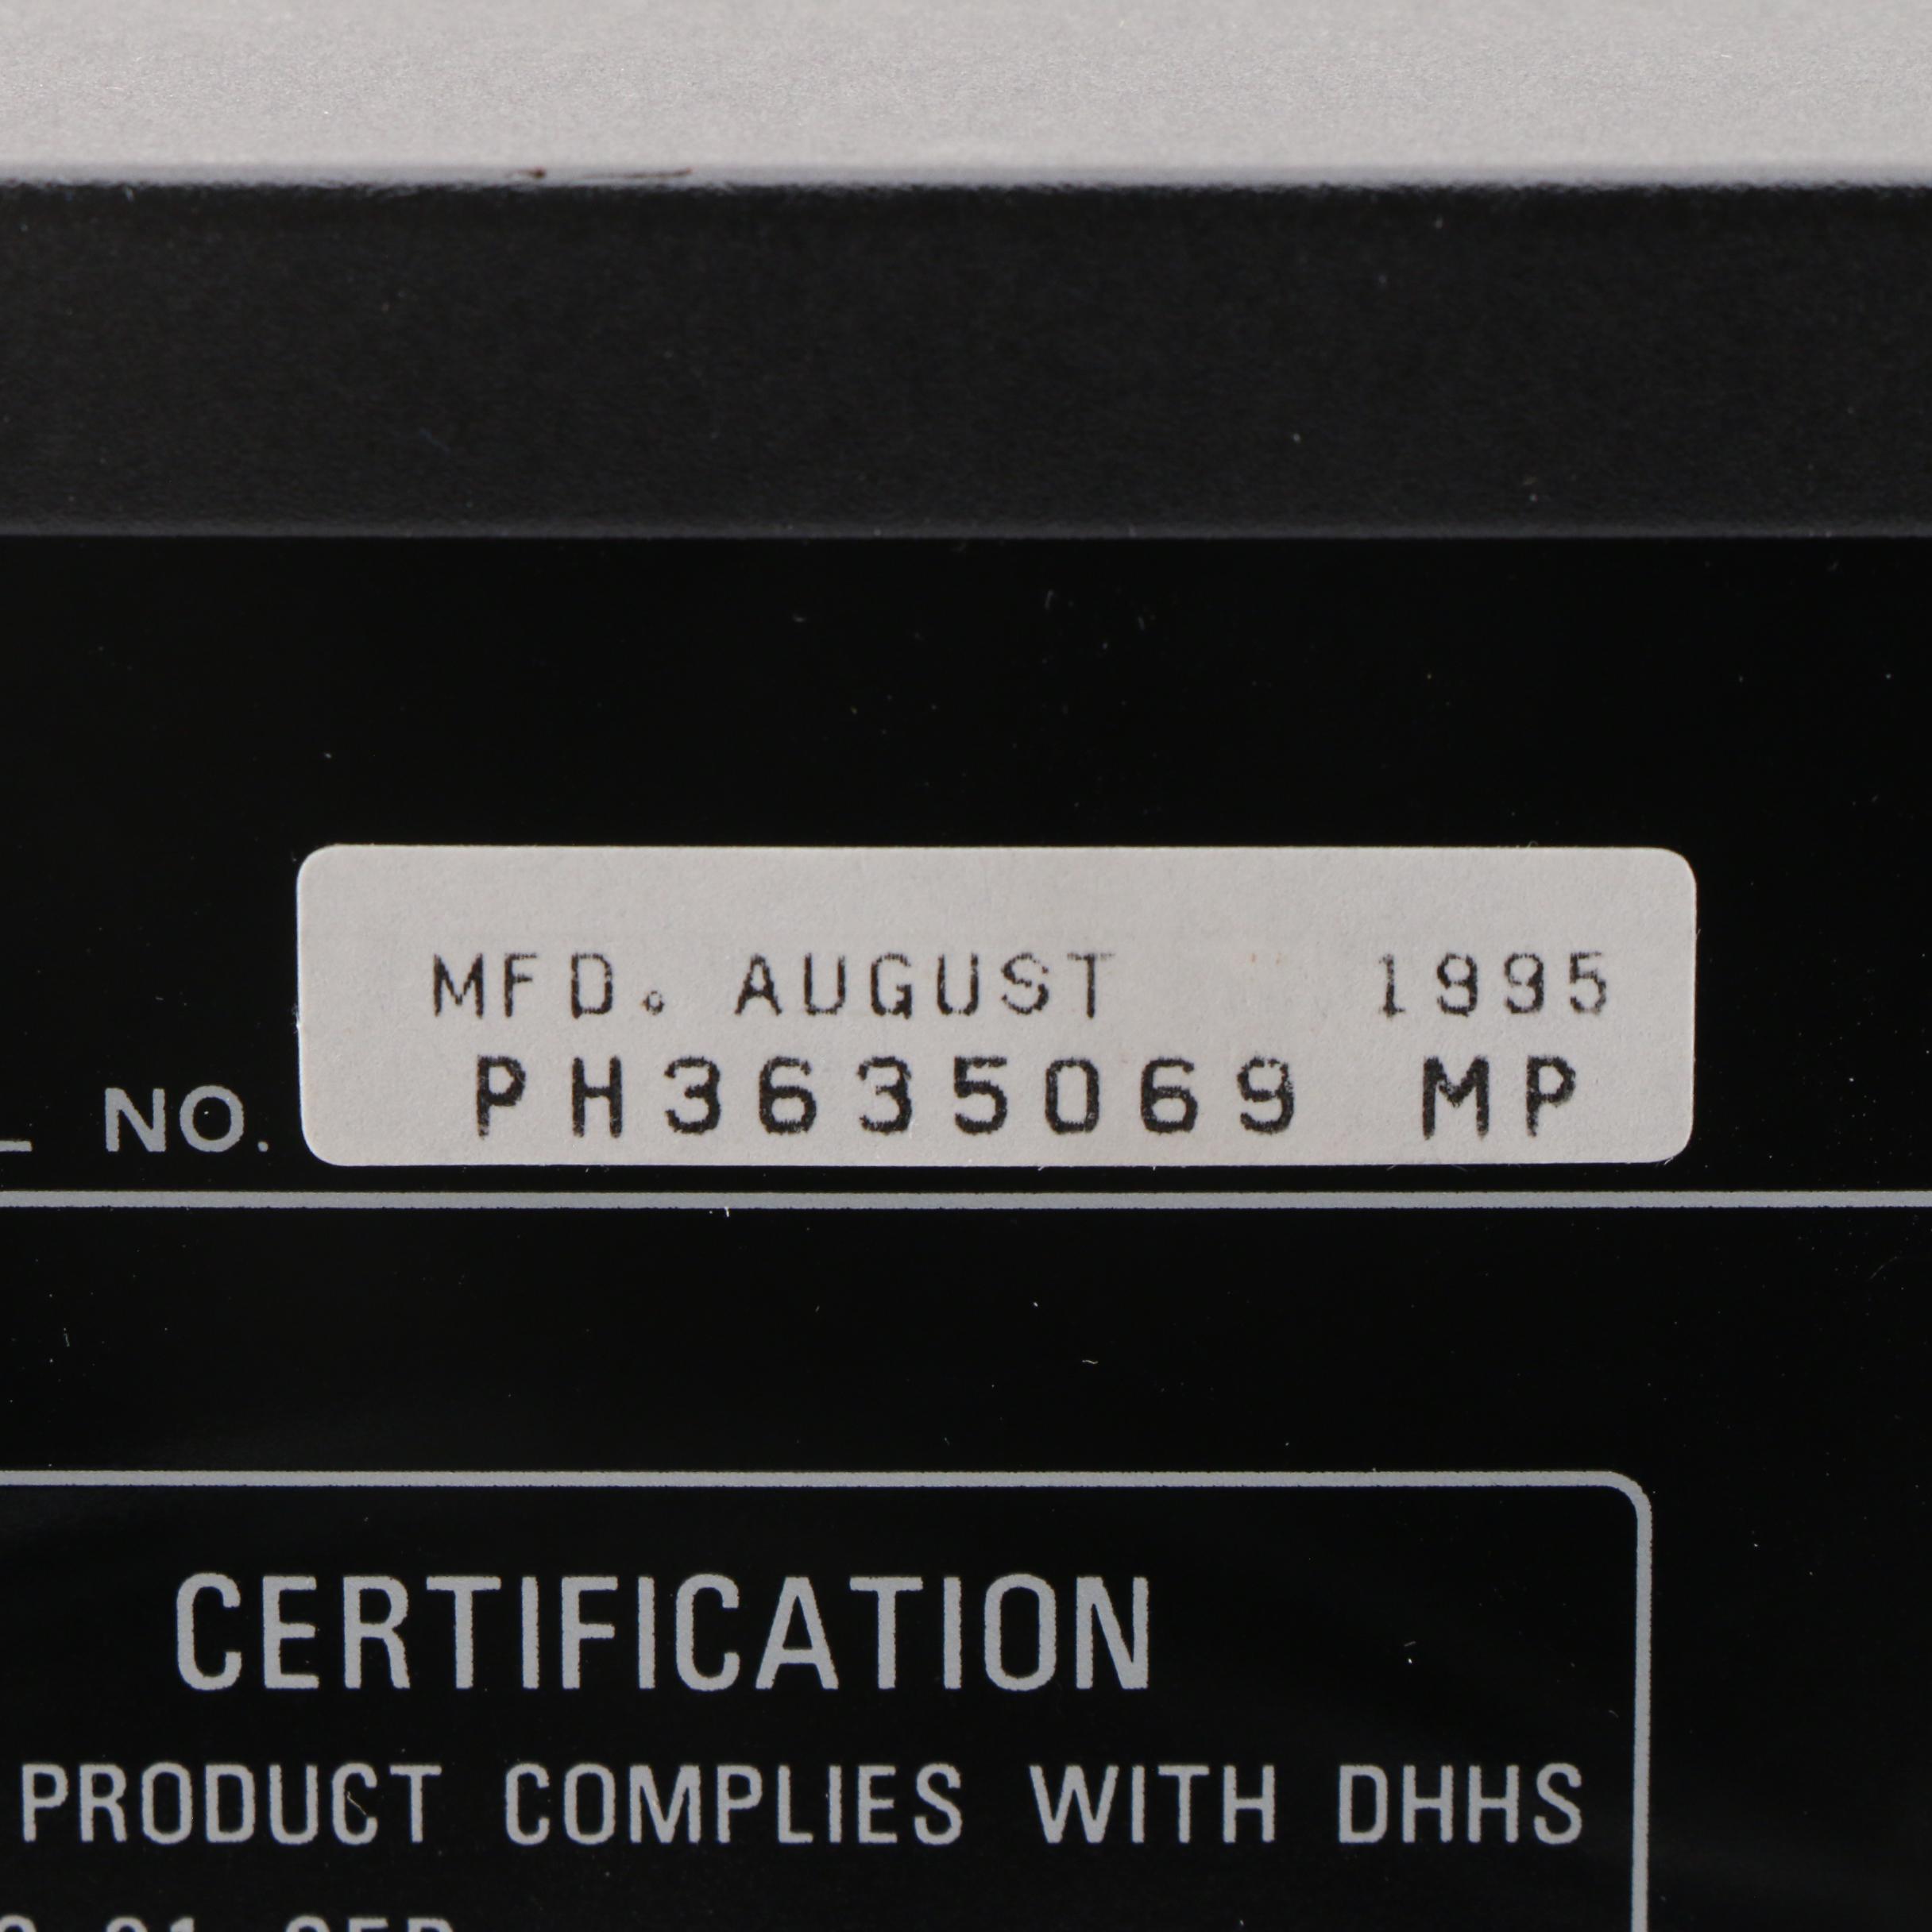 MFD. AUGUST 1995
NO. PH3635069 MP
CERTIFICATION
PRODUCT COMPLIES WITH DHHS